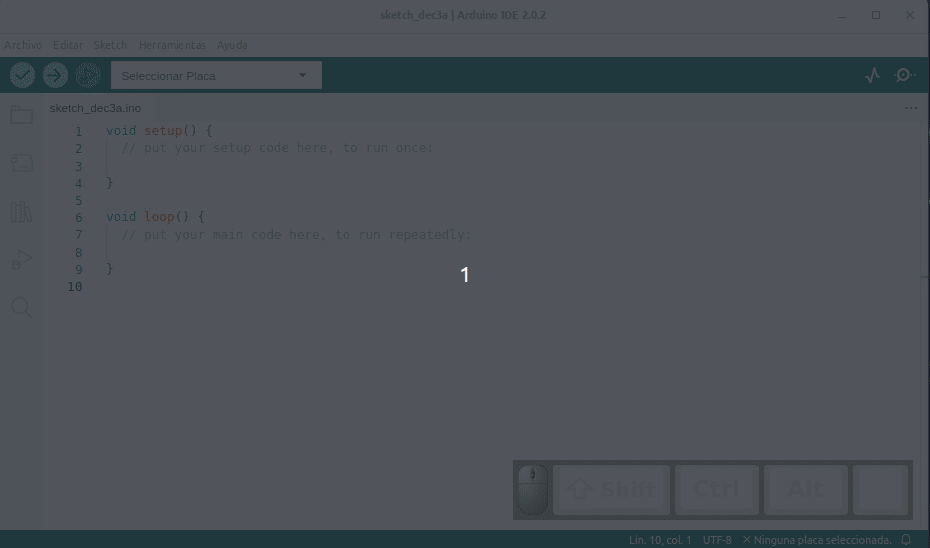 sketch_dec3a | Arduino IDE 2.0.2
Archivo Editar Sketch Herramientas Ayuda
Seleccionar Placa
sketch_dec3a.ino
1 void setup() {
2 // put your setup code here, to run once:
3
4 }
5
6 void loop() {
7 // put your main code here, to run repeatedly:
8
9 }
10
1
Shift Ctrl Alt
Lin. 10, col. 1 UTF-8 Ninguna placa seleccionada.